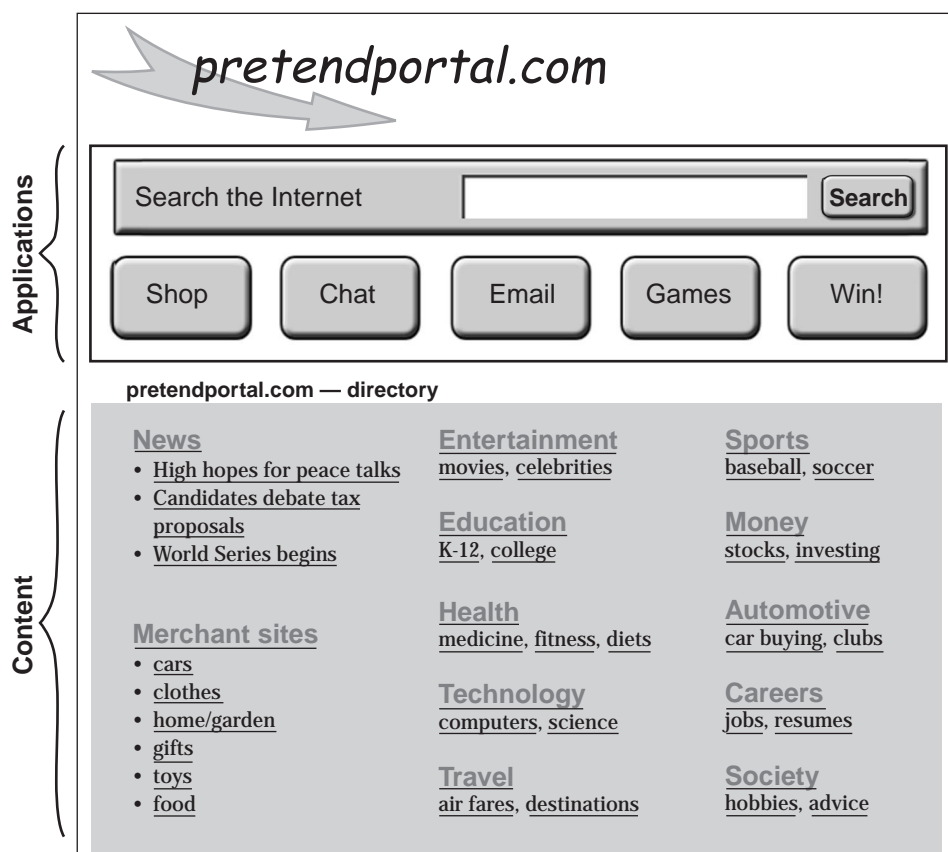 pretendportal.com
Applications
Search the Internet
Search
Shop
Chat
Email
Games
Win!
pretendportal.com — directory
Content
News
• High hopes for peace talks
• Candidates debate tax
proposals
• World Series begins
Merchant sites
• cars
• clothes
• home/garden
• gifts
• toys
• food
Entertainment
movies, celebrities
Education
K-12, college
Health
medicine, fitness, diets
Technology
computers, science
Travel
air fares, destinations
Sports
baseball, soccer
Money
stocks, investing
Automotive
car buying, clubs
Careers
jobs, resumes
Society
hobbies, advice